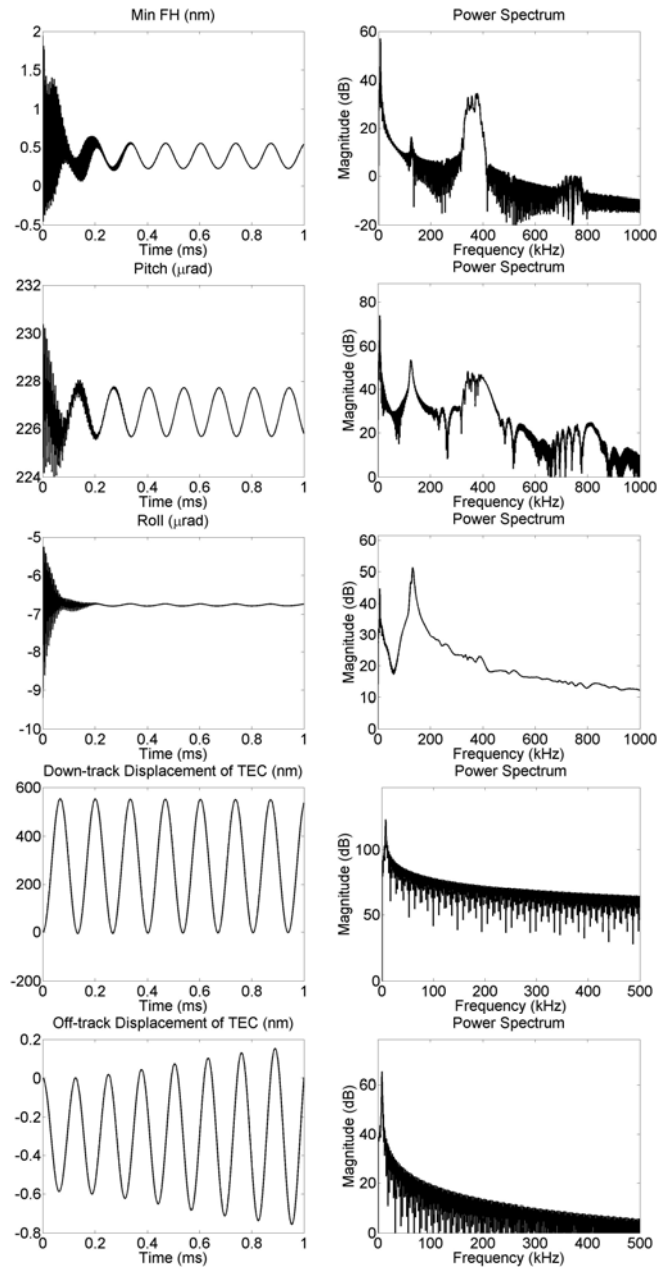 Min FH (nm)
Power Spectrum
2
1.5
1
0.5
0
-0.5
0 0.2 0.4 0.6 0.8 1
Time (ms)
Magnitude (dB)
60
40
20
0
-20
0 200 400 600 800 1000
Frequency (kHz)
Pitch (μrad)
Power Spectrum
232
230
228
226
224
0 0.2 0.4 0.6 0.8 1
Time (ms)
Magnitude (dB)
80
60
40
20
0
0 200 400 600 800 1000
Frequency (kHz)
Roll (μrad)
Power Spectrum
-5
-6
-7
-8
-9
-10
0 0.2 0.4 0.6 0.8 1
Time (ms)
Magnitude (dB)
60
50
40
30
20
10
0
0 200 400 600 800 1000
Frequency (kHz)
Down-track Displacement of TEC (nm)
Power Spectrum
600
400
200
0
-200
0 0.2 0.4 0.6 0.8 1
Time (ms)
Magnitude (dB)
100
50
0
0 100 200 300 400 500
Frequency (kHz)
Off-track Displacement of TEC (nm)
Power Spectrum
0.2
0
-0.2
-0.4
-0.6
-0.8
0 0.2 0.4 0.6 0.8 1
Time (ms)
Magnitude (dB)
60
40
20
0
0 100 200 300 400 500
Frequency (kHz)